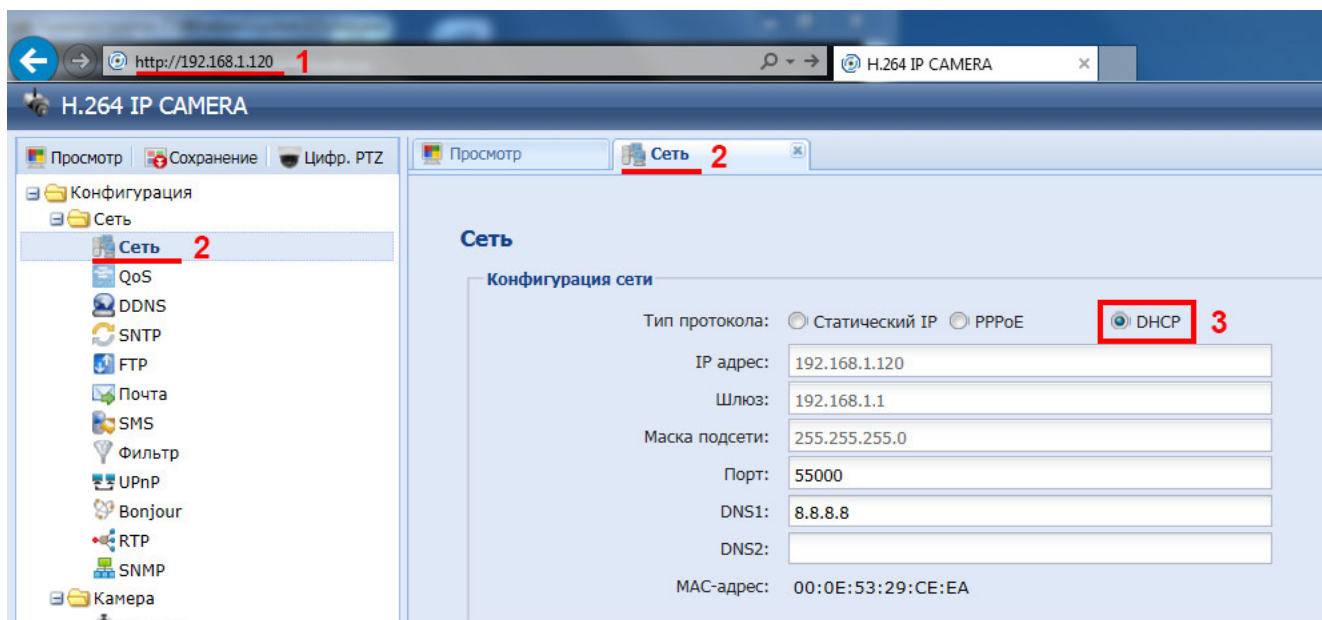 http://192.168.1.120 1
H.264 IP CAMERA
H.264 IP CAMERA
Просмотр Сохранение Цифр. PTZ
Просмотр Сеть 2
Конфигурация
Сеть
Сеть 2
QoS
DDNS
SNTP
FTP
Почта
SMS
Фильтр
UPnP
Bonjour
RTP
SNMP
Камера
Сеть
Конфигурация сети
Тип протокола: Статический IP PPPoE DHCP 3
IP адрес: 192.168.1.120
Шлюз: 192.168.1.1
Маска подсети: 255.255.255.0
Порт: 55000
DNS1: 8.8.8.8
DNS2:
MAC-адрес: 00:0E:53:29:CE:EA